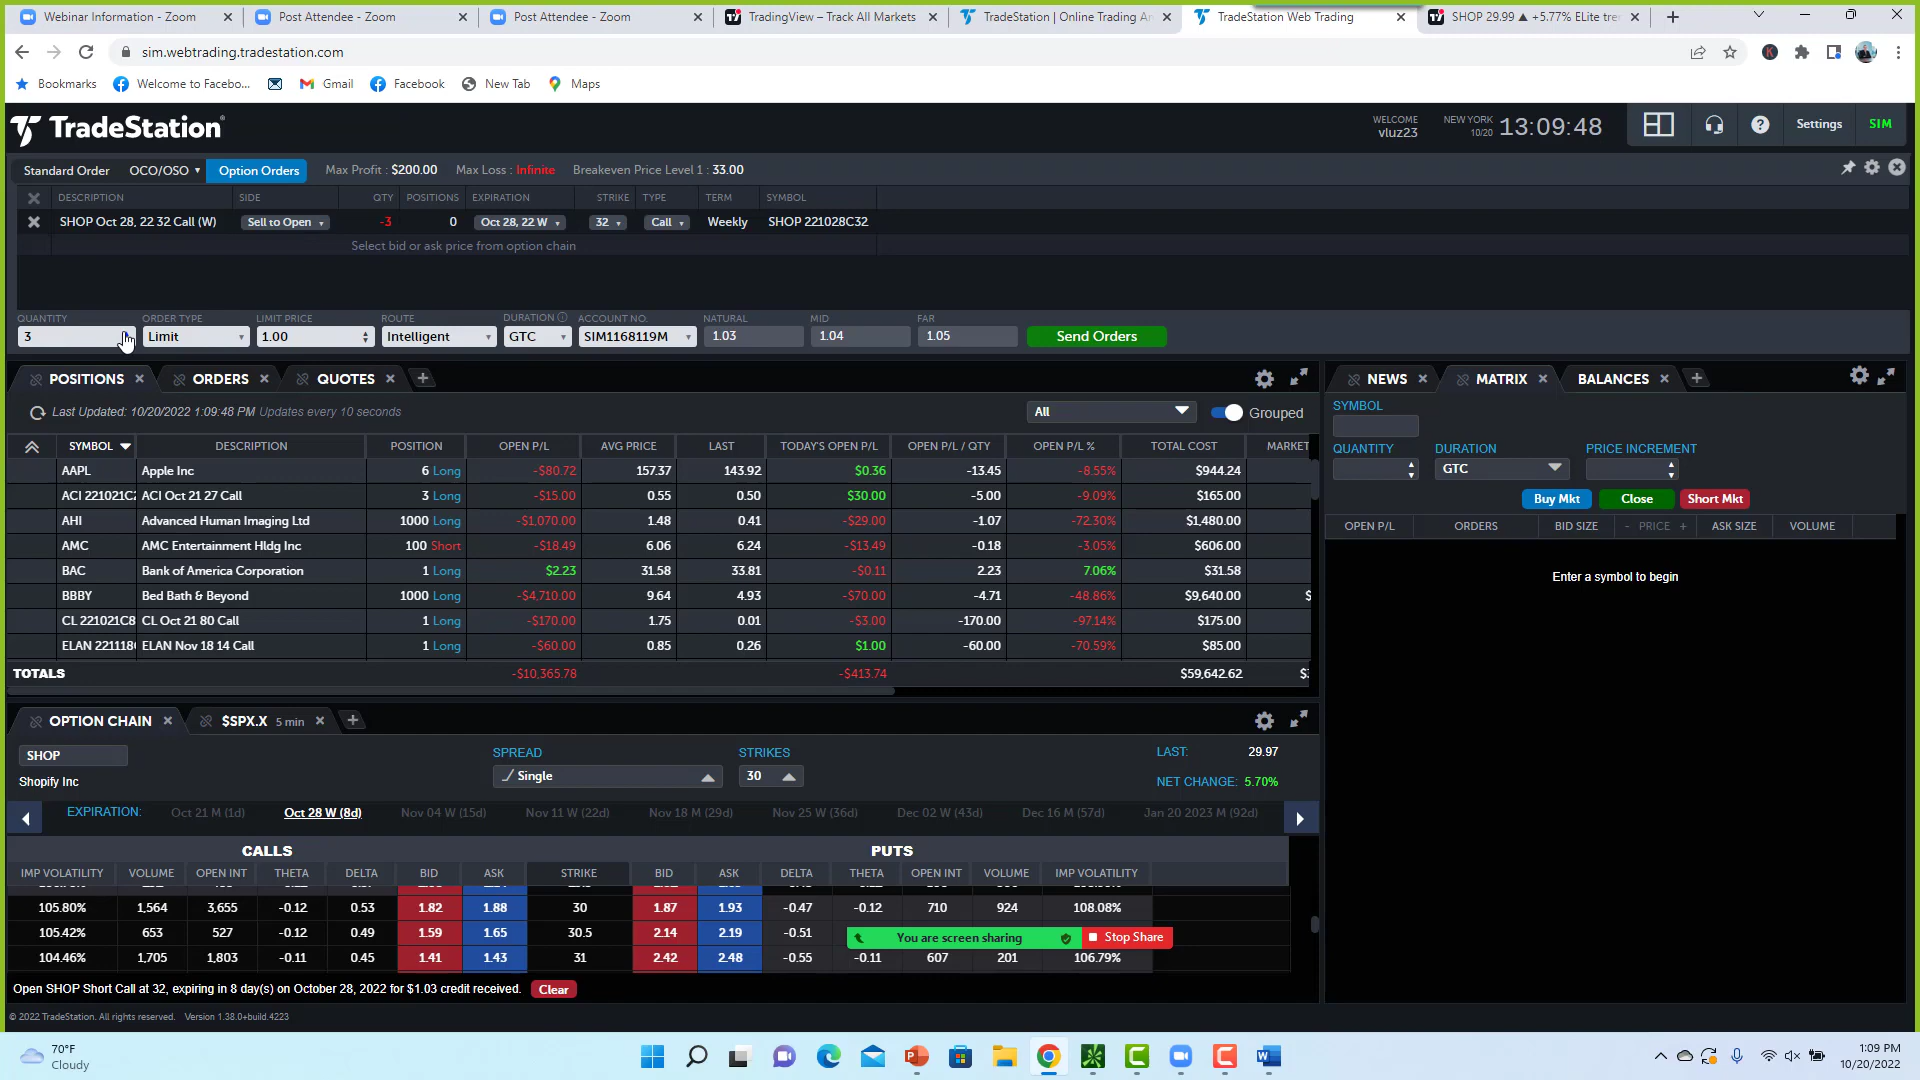 Webinar Information - Zoom
Post Attendee - Zoom
Post Attendee - Zoom
TradingView – Track All Markets
TradeStation | Online Trading An
TradeStation Web Trading
SHOP 29.99 ▲ +5.77% ELite tre
sim.webtrading.tradestation.com
Bookmarks
Welcome to Facebo...
Gmail
Facebook
New Tab
Maps
TradeStation
WELCOME
vluz23
NEW YORK
10/20
13:09:48
Settings
SIM
Standard Order
OCO/OSO
Option Orders
Max Profit : $200.00
Max Loss : Infinite
Breakeven Price Level 1 : 33.00
DESCRIPTION SIDE QTY POSITIONS EXPIRATION STRIKE TYPE TERM SYMBOL
SHOP Oct 28, 22 32 Call (W) Sell to Open -3 0 Oct 28, 22 W 32 Call Weekly SHOP 221028C32
Select bid or ask price from option chain
QUANTITY ORDER TYPE LIMIT PRICE ROUTE DURATION ACCOUNT NO. NATURAL MID FAR
3 Limit 1.00 Intelligent GTC SIM1168119M 1.03 1.04 1.05 Send Orders
POSITIONS ORDERS QUOTES
Last Updated: 10/20/2022 1:09:48 PM Updates every 10 seconds
All
Grouped
SYMBOL DESCRIPTION POSITION OPEN P/L AVG PRICE LAST TODAY'S OPEN P/L OPEN P/L / QTY OPEN P/L % TOTAL COST MARKET
AAPL Apple Inc 6 Long -$80.72 157.37 143.92 $0.36 -13.45 -8.55% $944.24
ACI 221021C2 ACI Oct 21 27 Call 3 Long -$15.00 0.55 0.50 $30.00 -5.00 -9.09% $165.00
AHI Advanced Human Imaging Ltd 1000 Long -$1,070.00 1.48 0.41 -$29.00 -1.07 -72.30% $1,480.00
AMC AMC Entertainment Hldg Inc 100 Short -$18.49 6.06 6.24 -$13.49 -0.18 -3.05% $606.00
BAC Bank of America Corporation 1 Long $2.23 31.58 33.81 -$0.11 2.23 7.06% $31.58
BBBY Bed Bath & Beyond 1000 Long -$4,710.00 9.64 4.93 -$70.00 -4.71 -48.86% $9,640.00 $
CL 221021C8 CL Oct 21 80 Call 1 Long -$170.00 1.75 0.01 -$3.00 -170.00 -97.14% $175.00
ELAN 221118 ELAN Nov 18 14 Call 1 Long -$60.00 0.85 0.26 $1.00 -60.00 -70.59% $85.00
TOTALS -$10,365.78 -$413.74 $59,642.62 $:
NEWS MATRIX BALANCES
SYMBOL
QUANTITY DURATION PRICE INCREMENT
GTC
Buy Mkt Close Short Mkt
OPEN P/L ORDERS BID SIZE - PRICE + ASK SIZE VOLUME
Enter a symbol to begin
OPTION CHAIN $SPX.X 5 min
SHOP
Shopify Inc
SPREAD
Single
STRIKES
30
LAST: 29.97
NET CHANGE: 5.70%
EXPIRATION: Oct 21 M (1d) Oct 28 W (8d) Nov 04 W (15d) Nov 11 W (22d) Nov 18 M (29d) Nov 25 W (36d) Dec 02 W (43d) Dec 16 M (57d) Jan 20 2023 M (92d)
CALLS PUTS
IMP VOLATILITY VOLUME OPEN INT THETA DELTA BID ASK STRIKE BID ASK DELTA THETA OPEN INT VOLUME IMP VOLATILITY
105.80% 1,564 3,655 -0.12 0.53 1.82 1.88 30 1.87 1.93 -0.47 -0.12 710 924 108.08%
105.42% 653 527 -0.12 0.49 1.59 1.65 30.5 2.14 2.19 -0.51
You are screen sharing Stop Share
104.46% 1,705 1,803 -0.11 0.45 1.41 1.43 31 2.42 2.48 -0.55 -0.11 607 201 106.79%
Open SHOP Short Call at 32, expiring in 8 day(s) on October 28, 2022 for $1.03 credit received. Clear
© 2022 TradeStation. All rights reserved. Version 1.38.0+build.4223
70°F
Cloudy
1:09 PM
10/20/2022